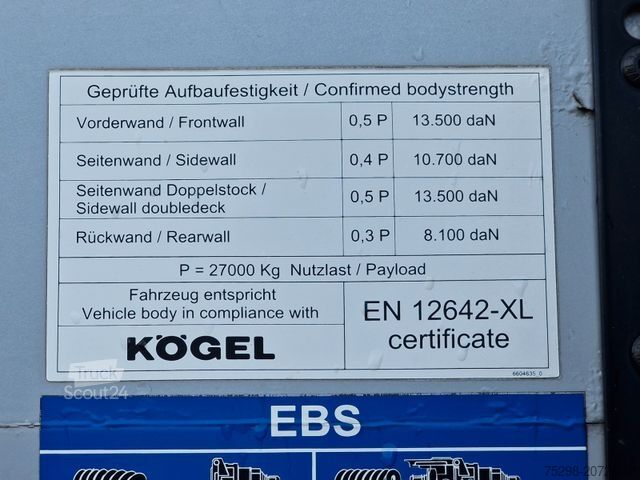 Geprüfte Aufbaufestigkeit / Confirmed bodystrength
Vorderwand / Frontwall 0,5 P 13.500 daN
Seitenwand / Sidewall 0,4 P 10.700 daN
Seitenwand Doppelstock /
Sidewall doubledeck 0,5 P 13.500 daN
Rückwand / Rearwall 0,3 P 8.100 daN
P = 27000 Kg Nutzlast / Payload
Fahrzeug entspricht
Vehicle body in compliance with
KÖGEL
EN 12642-XL
certificate
6604635 0
Truck
Scout24
EBS